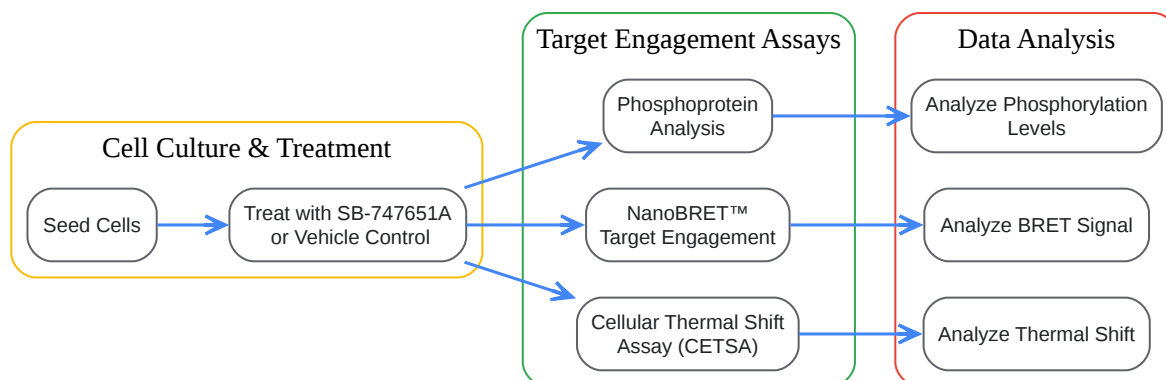 Cell Culture & Treatment
Seed Cells
Treat with SB-747651A
or Vehicle Control
Target Engagement Assays
Phosphoprotein
Analysis
NanoBRET™
Target Engagement
Cellular Thermal Shift
Assay (CETSA)
Data Analysis
Analyze Phosphorylation
Levels
Analyze BRET Signal
Analyze Thermal Shift